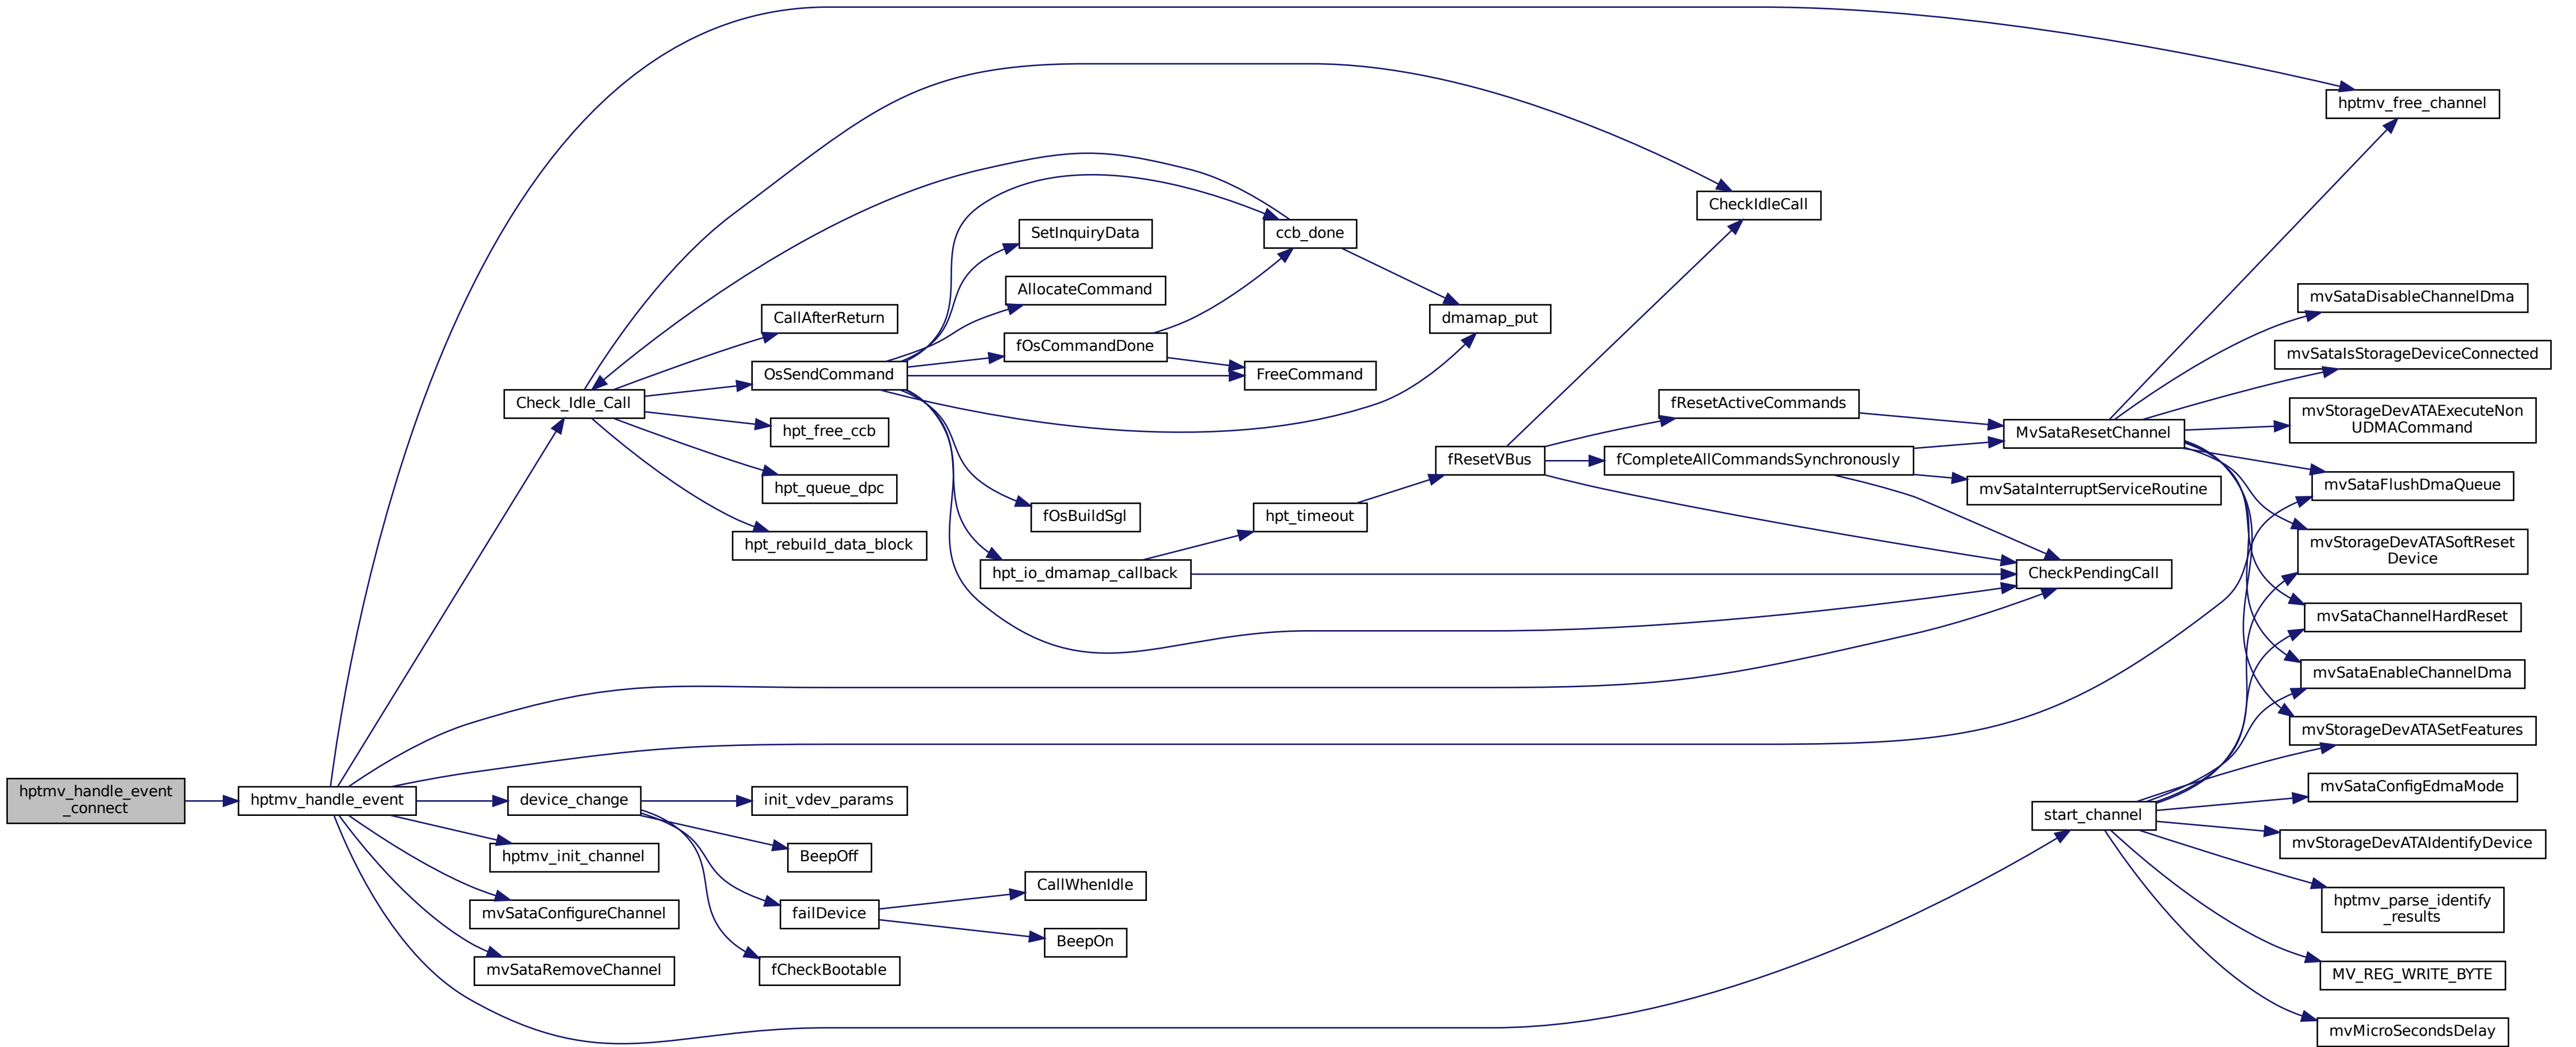 hptmv_free_channel
CheckIdleCall
SetInquiryData
ccb_done
AllocateCommand
mvSataDisableChannelDma
CallAfterReturn
dmamap_put
fOsCommandDone
mvSataIsStorageDeviceConnected
OsSendCommand
FreeCommand
Check_Idle_Call
fResetActiveCommands
mvStorageDevATAExecuteNon
UDMACommand
hpt_free_ccb
MvSataResetChannel
fResetVBus
fCompleteAllCommandsSynchronously
hpt_queue_dpc
mvSataInterruptServiceRoutine
mvSataFlushDmaQueue
fOsBuildSgl
hpt_timeout
hpt_rebuild_data_block
mvStorageDevATASoftReset
Device
hpt_io_dmamap_callback
CheckPendingCall
mvSataChannelHardReset
mvSataEnableChannelDma
mvStorageDevATASetFeatures
hptmv_handle_event
_connect
hptmv_handle_event
device_change
init_vdev_params
mvSataConfigEdmaMode
start_channel
hptmv_init_channel
BeepOff
mvStorageDevATAIdentifyDevice
CallWhenIdle
mvSataConfigureChannel
failDevice
hptmv_parse_identify
_results
BeepOn
mvSataRemoveChannel
fCheckBootable
MV_REG_WRITE_BYTE
mvMicroSecondsDelay